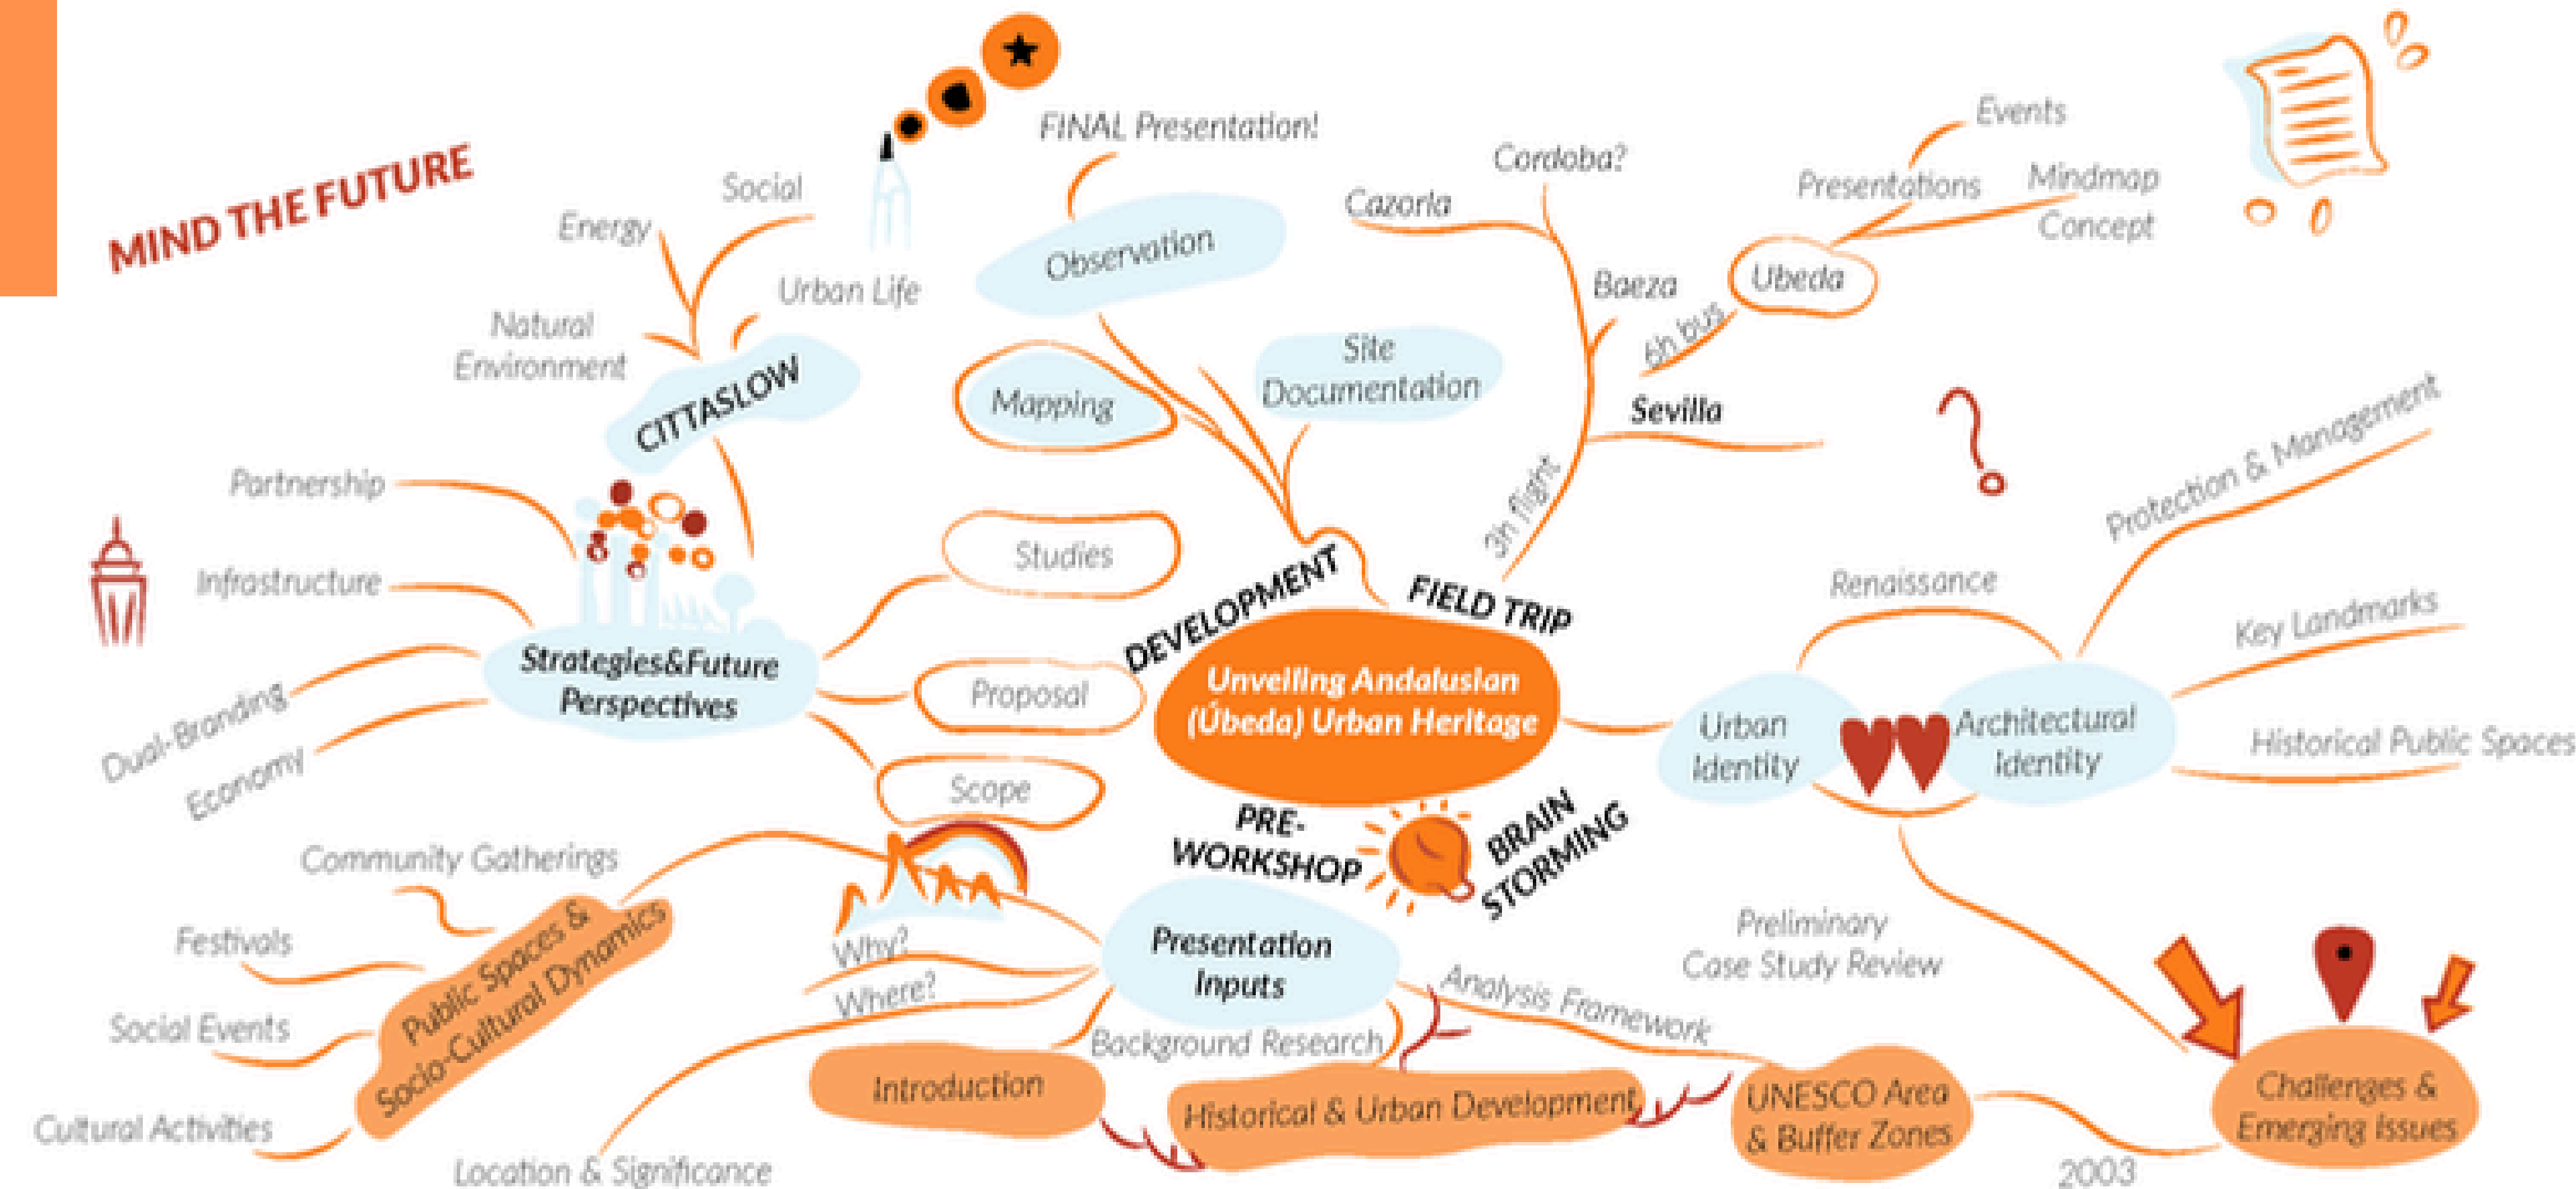 MIND THE FUTURE
FINAL Presentation!
Events
Cordoba?
Social
Presentations
Mindmap
Concept
Cazorla
Energy
Observation
Ubeda
Urban Life
Baeza
6h bus
Natural
Environment
Site
Documentation
CITTASLOW
Mapping
Sevilla
Protection & Management
Partnership
3h flight
Studies
Infrastructure
DEVELOPMENT
FIELD TRIP
Renaissance
Key Landmarks
Strategies&Future
Perspectives
Proposal
Unveiling Andalusian
(Úbeda) Urban Heritage
Urban
Identity
Architectural
Identity
Historical Public Spaces
Dual-Branding
Economy
Scope
PRE-
WORKSHOP
BRAIN
STORMING
Community Gatherings
Festivals
Public Spaces &
Socio-Cultural Dynamics
Why?
Where?
Presentation
Inputs
Preliminary
Case Study Review
Analysis Framework
Social Events
Background Research
Introduction
Historical & Urban Development
UNESCO Area
& Buffer Zones
Challenges &
Emerging Issues
Cultural Activities
Location & Significance
2003